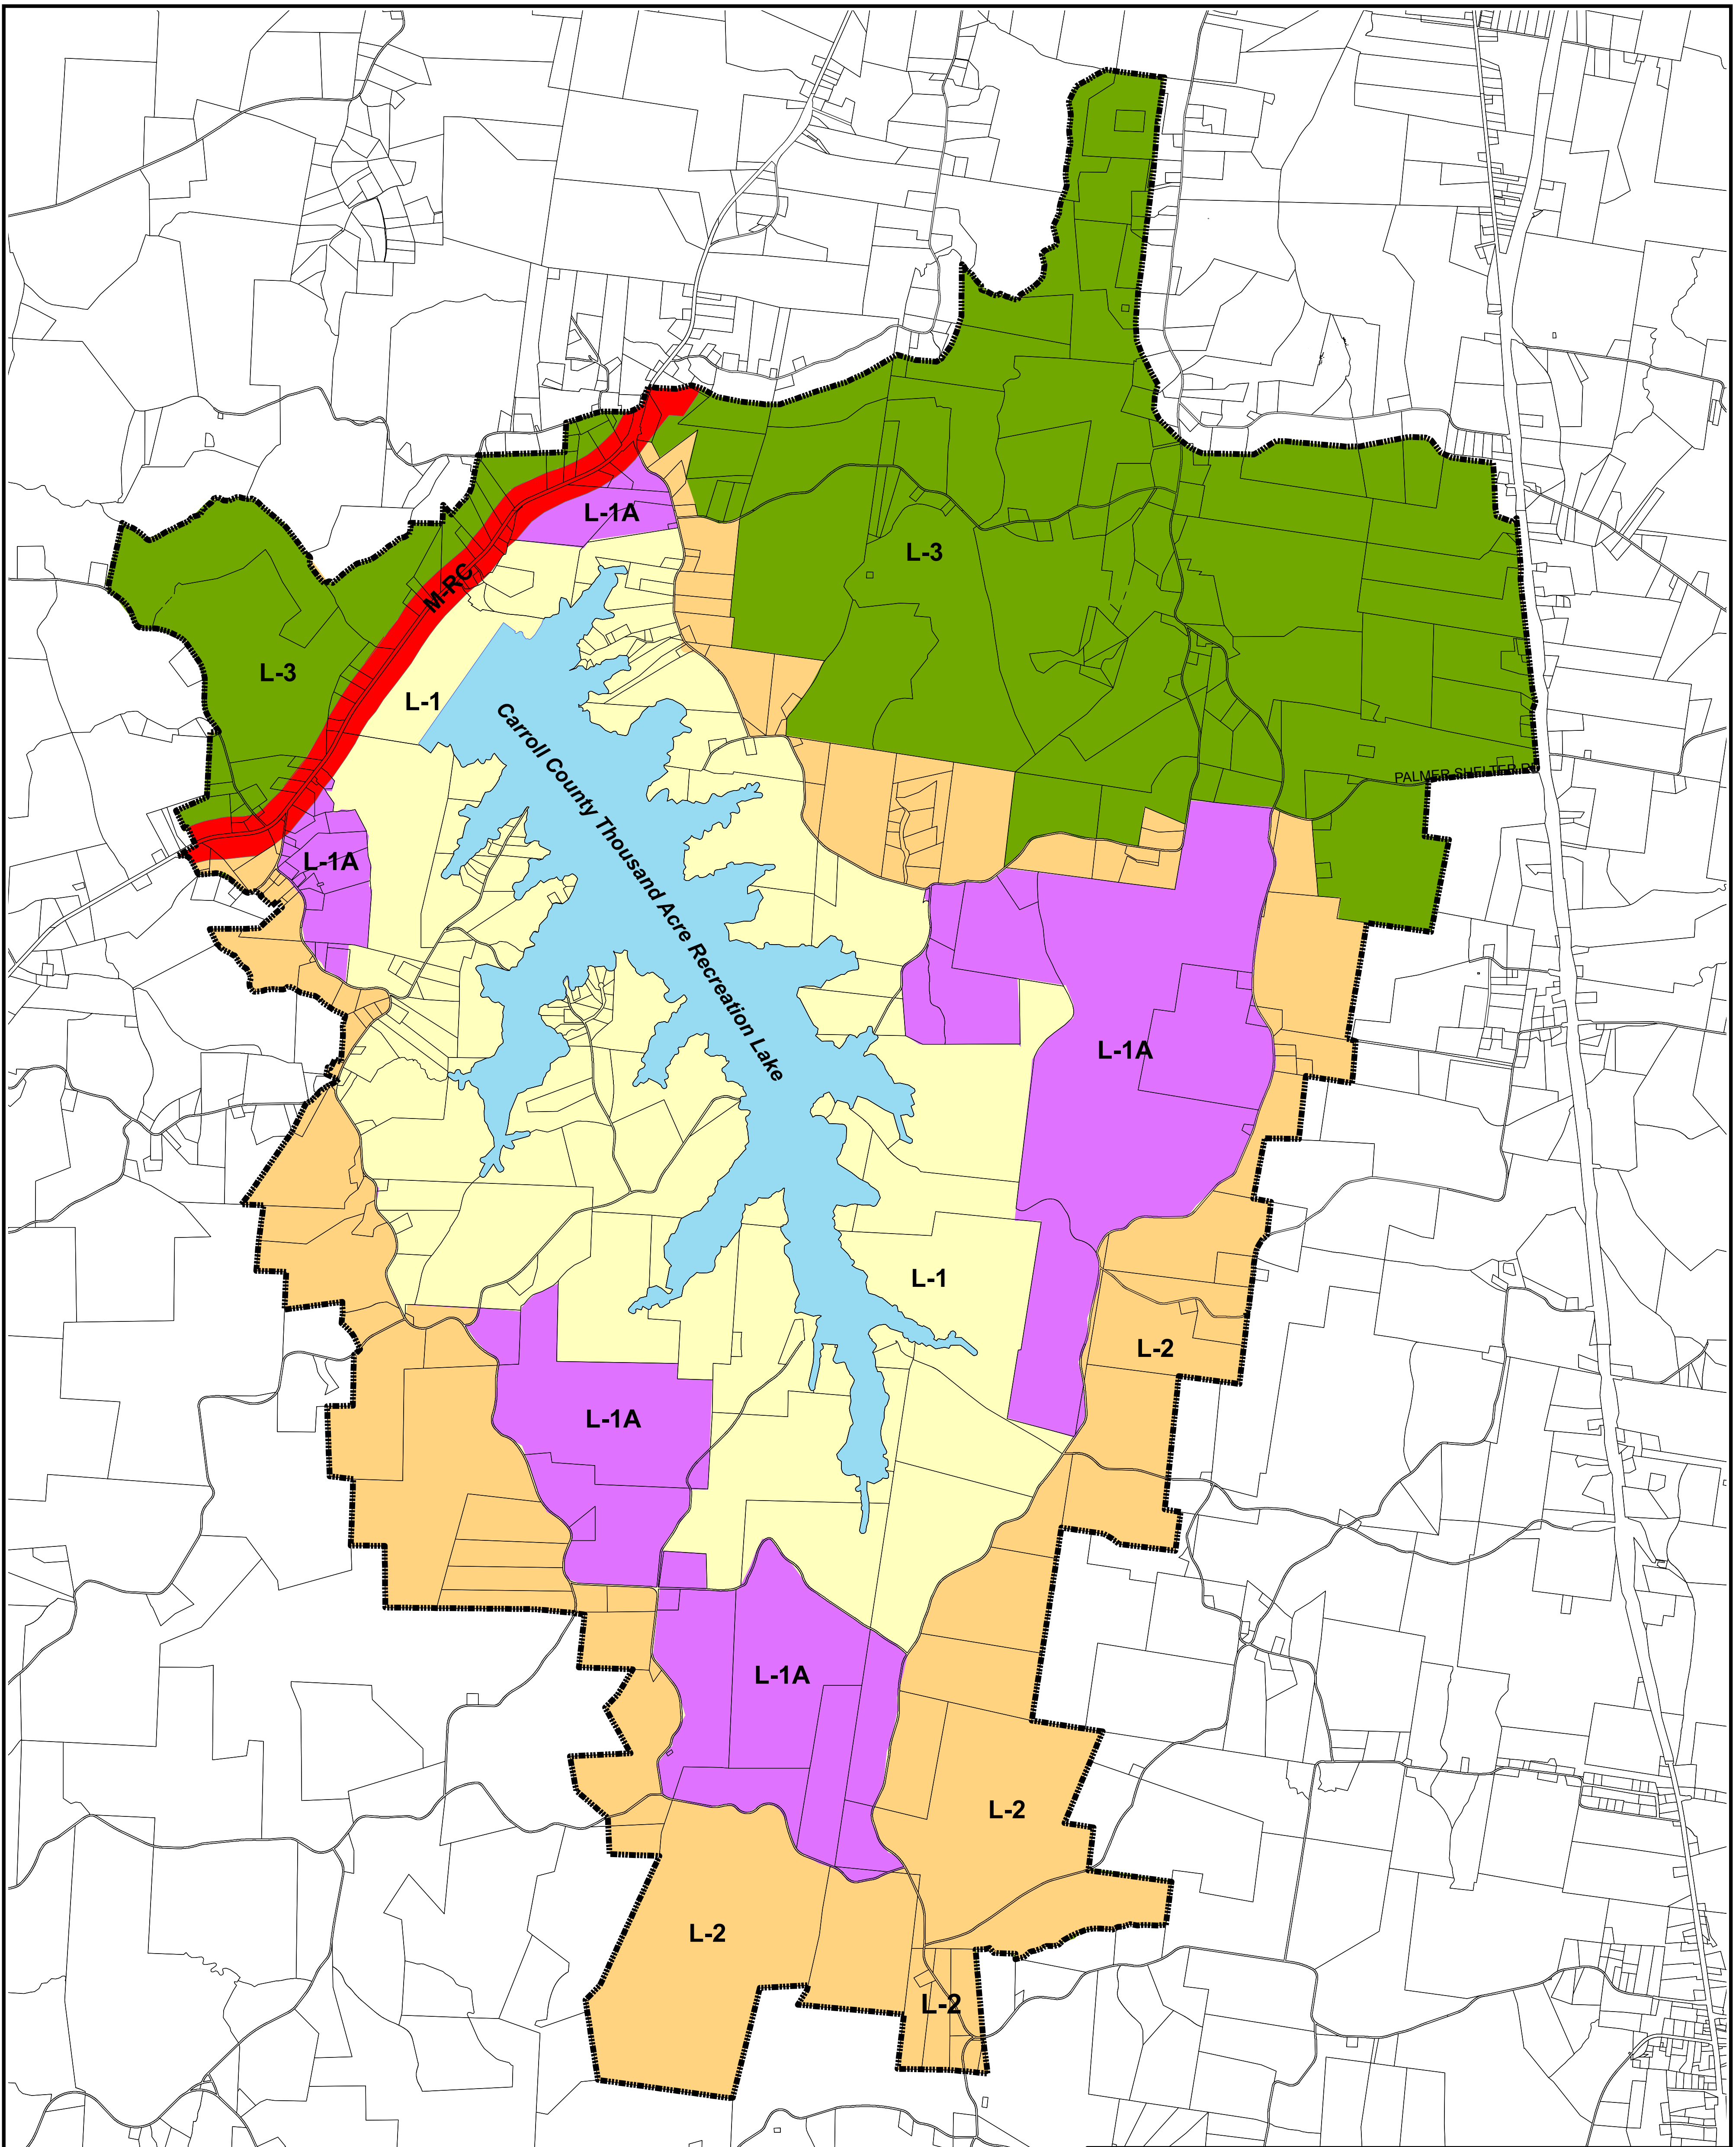 L-1A
L-3
M-RC
L-3
L-1
Carroll County Thousand Acre Recreation Lake
PALMER SHELTER R
L-1A
L-1A
L-1
L-2
L-1A
L-1A
L-2
L-2
L-2